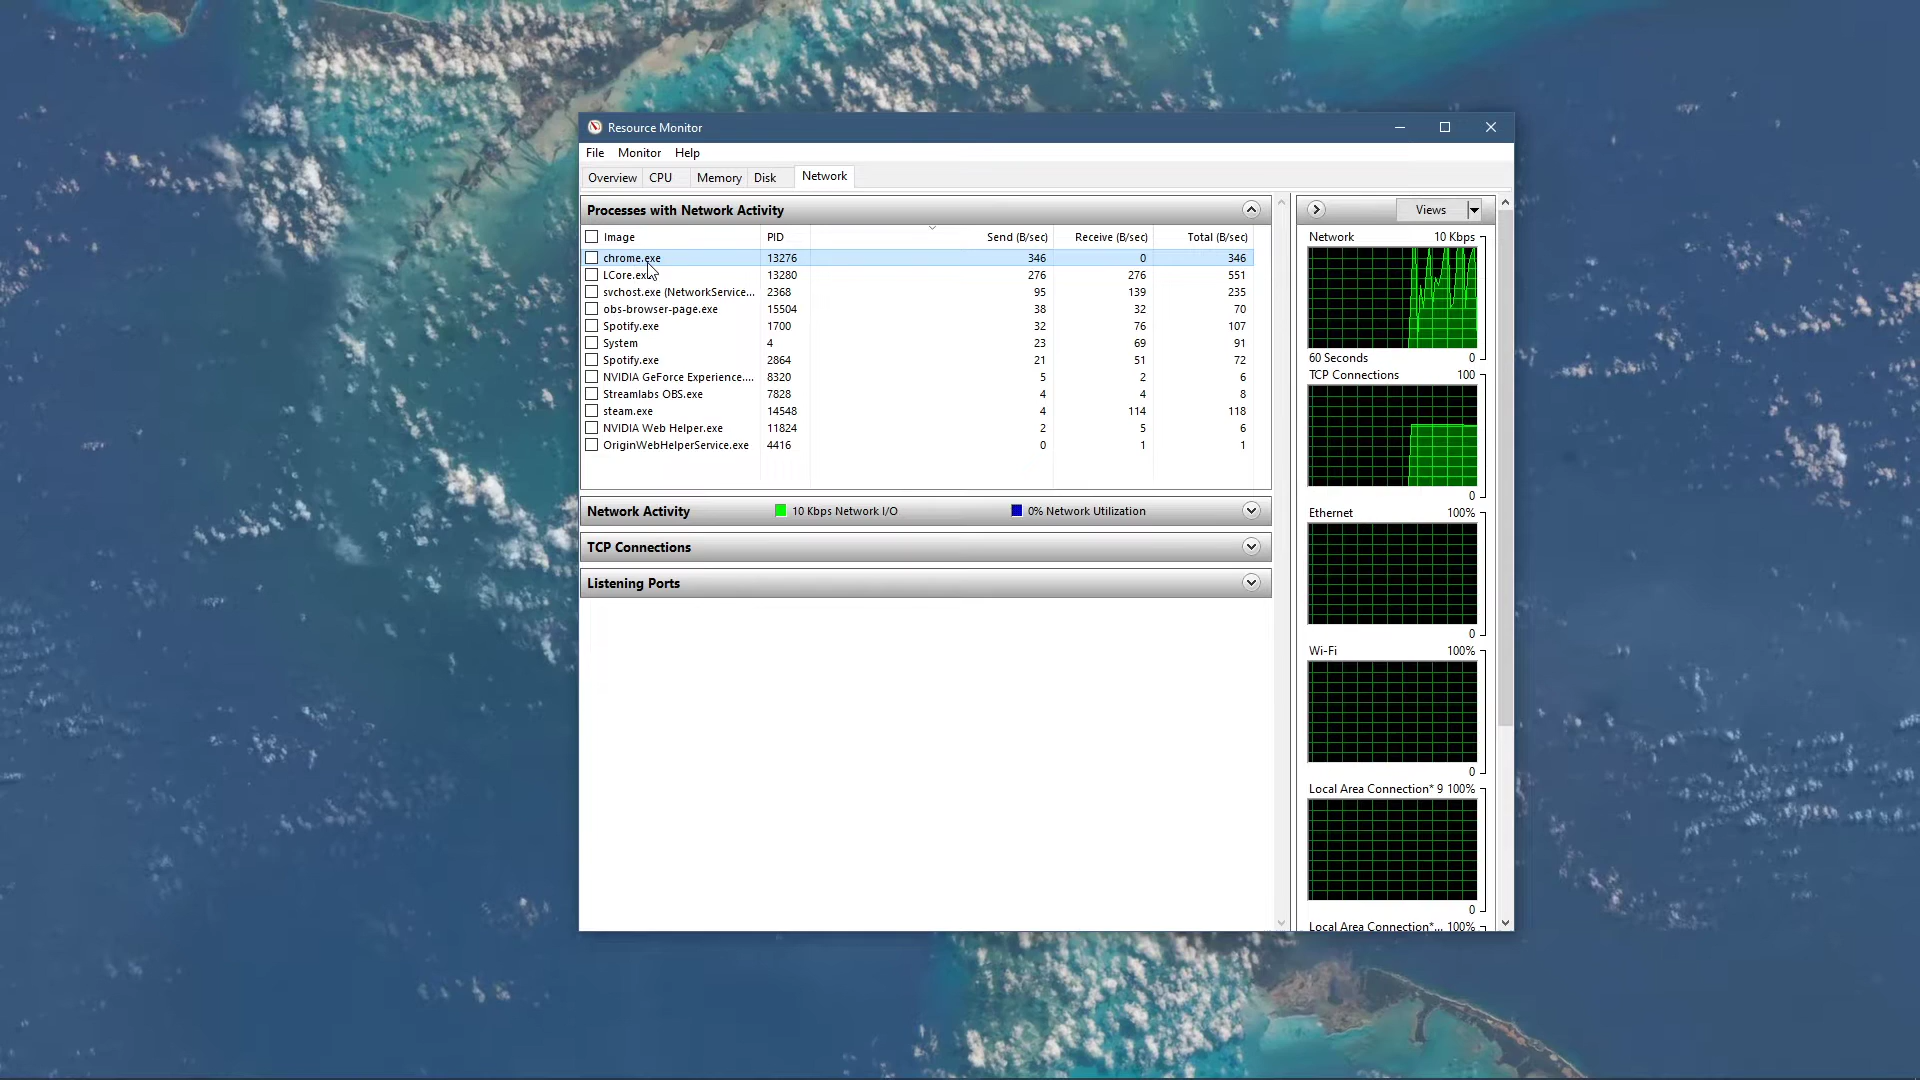 Resource Monitor
File Monitor Help
Overview CPU Memory Disk Network
Processes with Network Activity
Image PID Send (B/sec) Receive (B/sec) Total (B/sec)
chrome.exe 13276 346 0 346
LCore.ex 13280 276 276 551
svchost.exe (NetworkService... 2368 95 139 235
obs-browser-page.exe 15504 38 32 70
Spotify.exe 1700 32 76 107
System 4 23 69 91
Spotify.exe 2864 21 51 72
NVIDIA GeForce Experience.... 8320 5 2 6
Streamlabs OBS.exe 7828 4 4 8
steam.exe 14548 4 114 118
NVIDIA Web Helper.exe 11824 2 5 6
OriginWebHelperService.exe 4416 0 1 1
Network Activity 10 Kbps Network I/O 0% Network Utilization
TCP Connections
Listening Ports
Views
Network 10 Kbps
60 Seconds 0
TCP Connections 100
0
Ethernet 100%
0
Wi-Fi 100%
0
Local Area Connection* 9 100%
0
Local Area Connection*... 100%